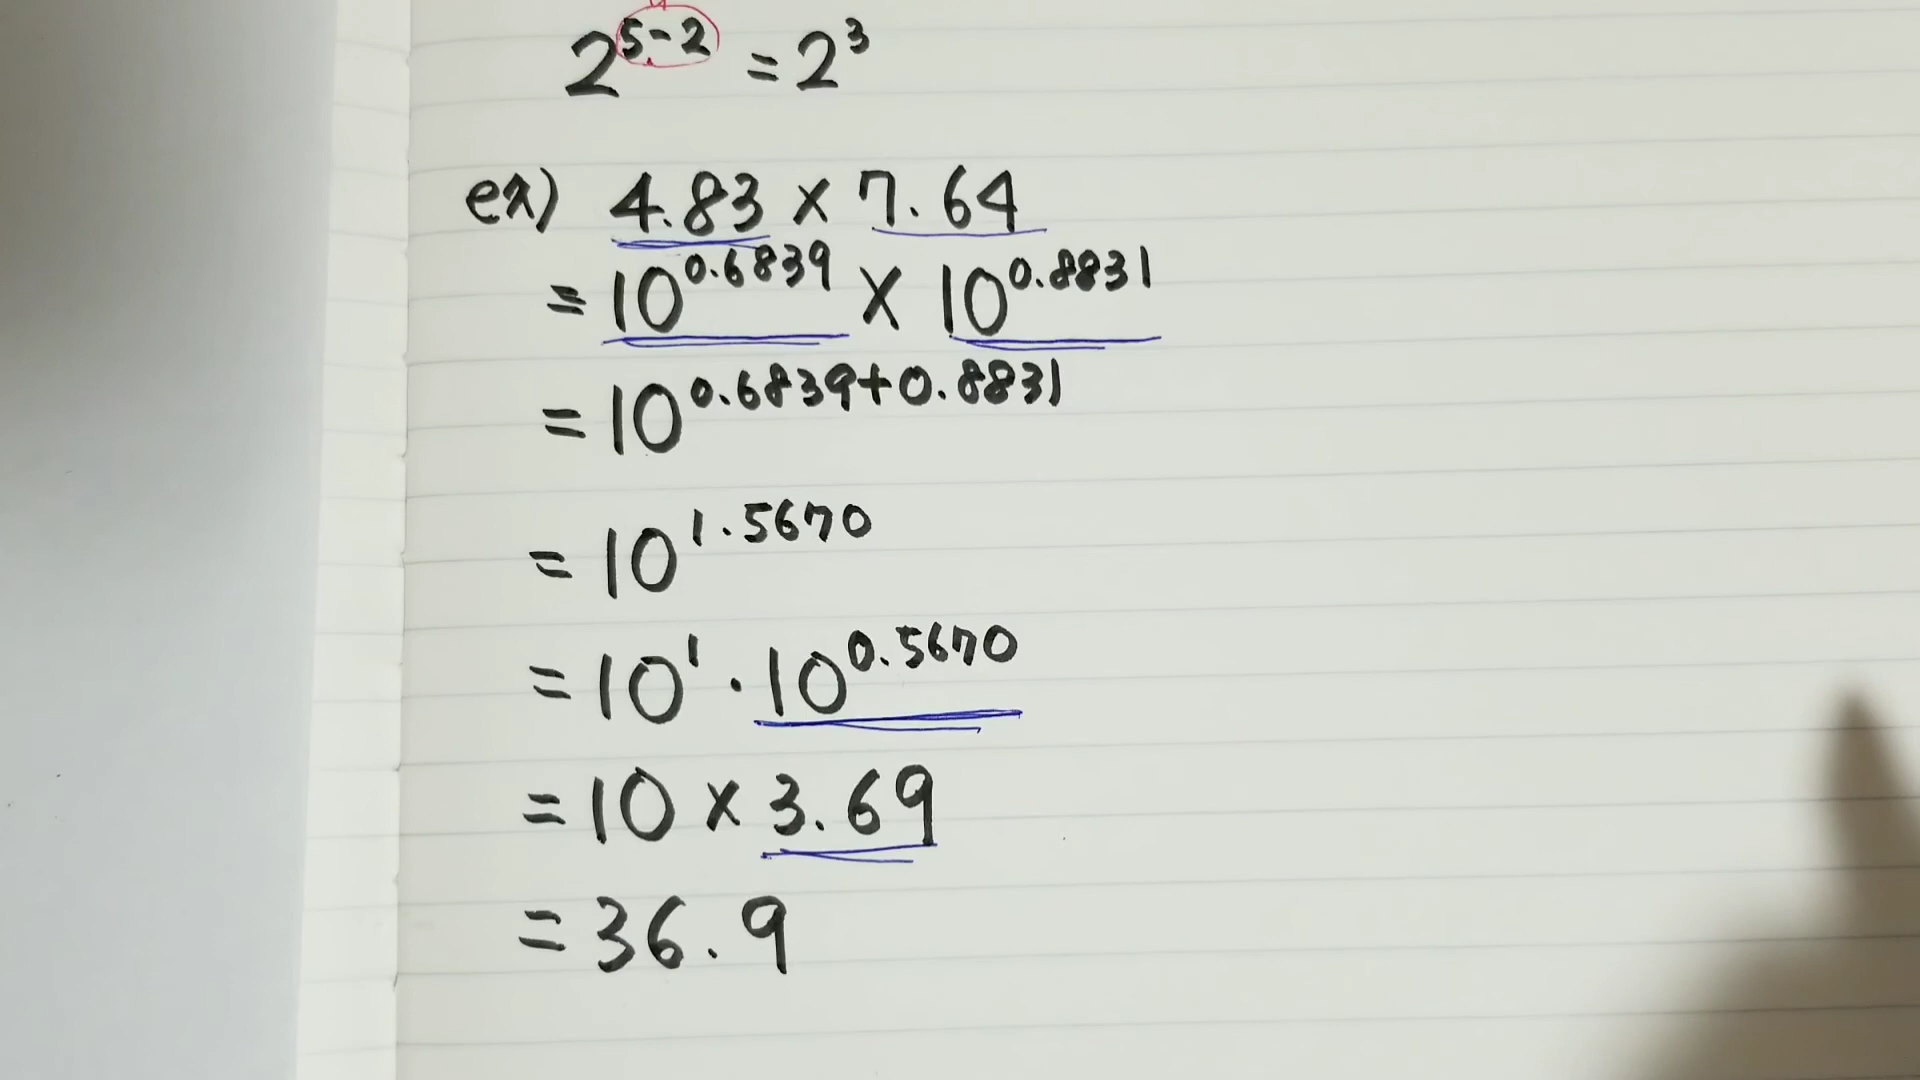 2^{5-2} = 2^3
ex) 4.83 × 7.64
= 10^{0.6839} × 10^{0.8831}
= 10^{0.6839+0.8831}
= 10^{1.5670}
= 10^1 · 10^{0.5670}
= 10 × 3.69
= 36.9